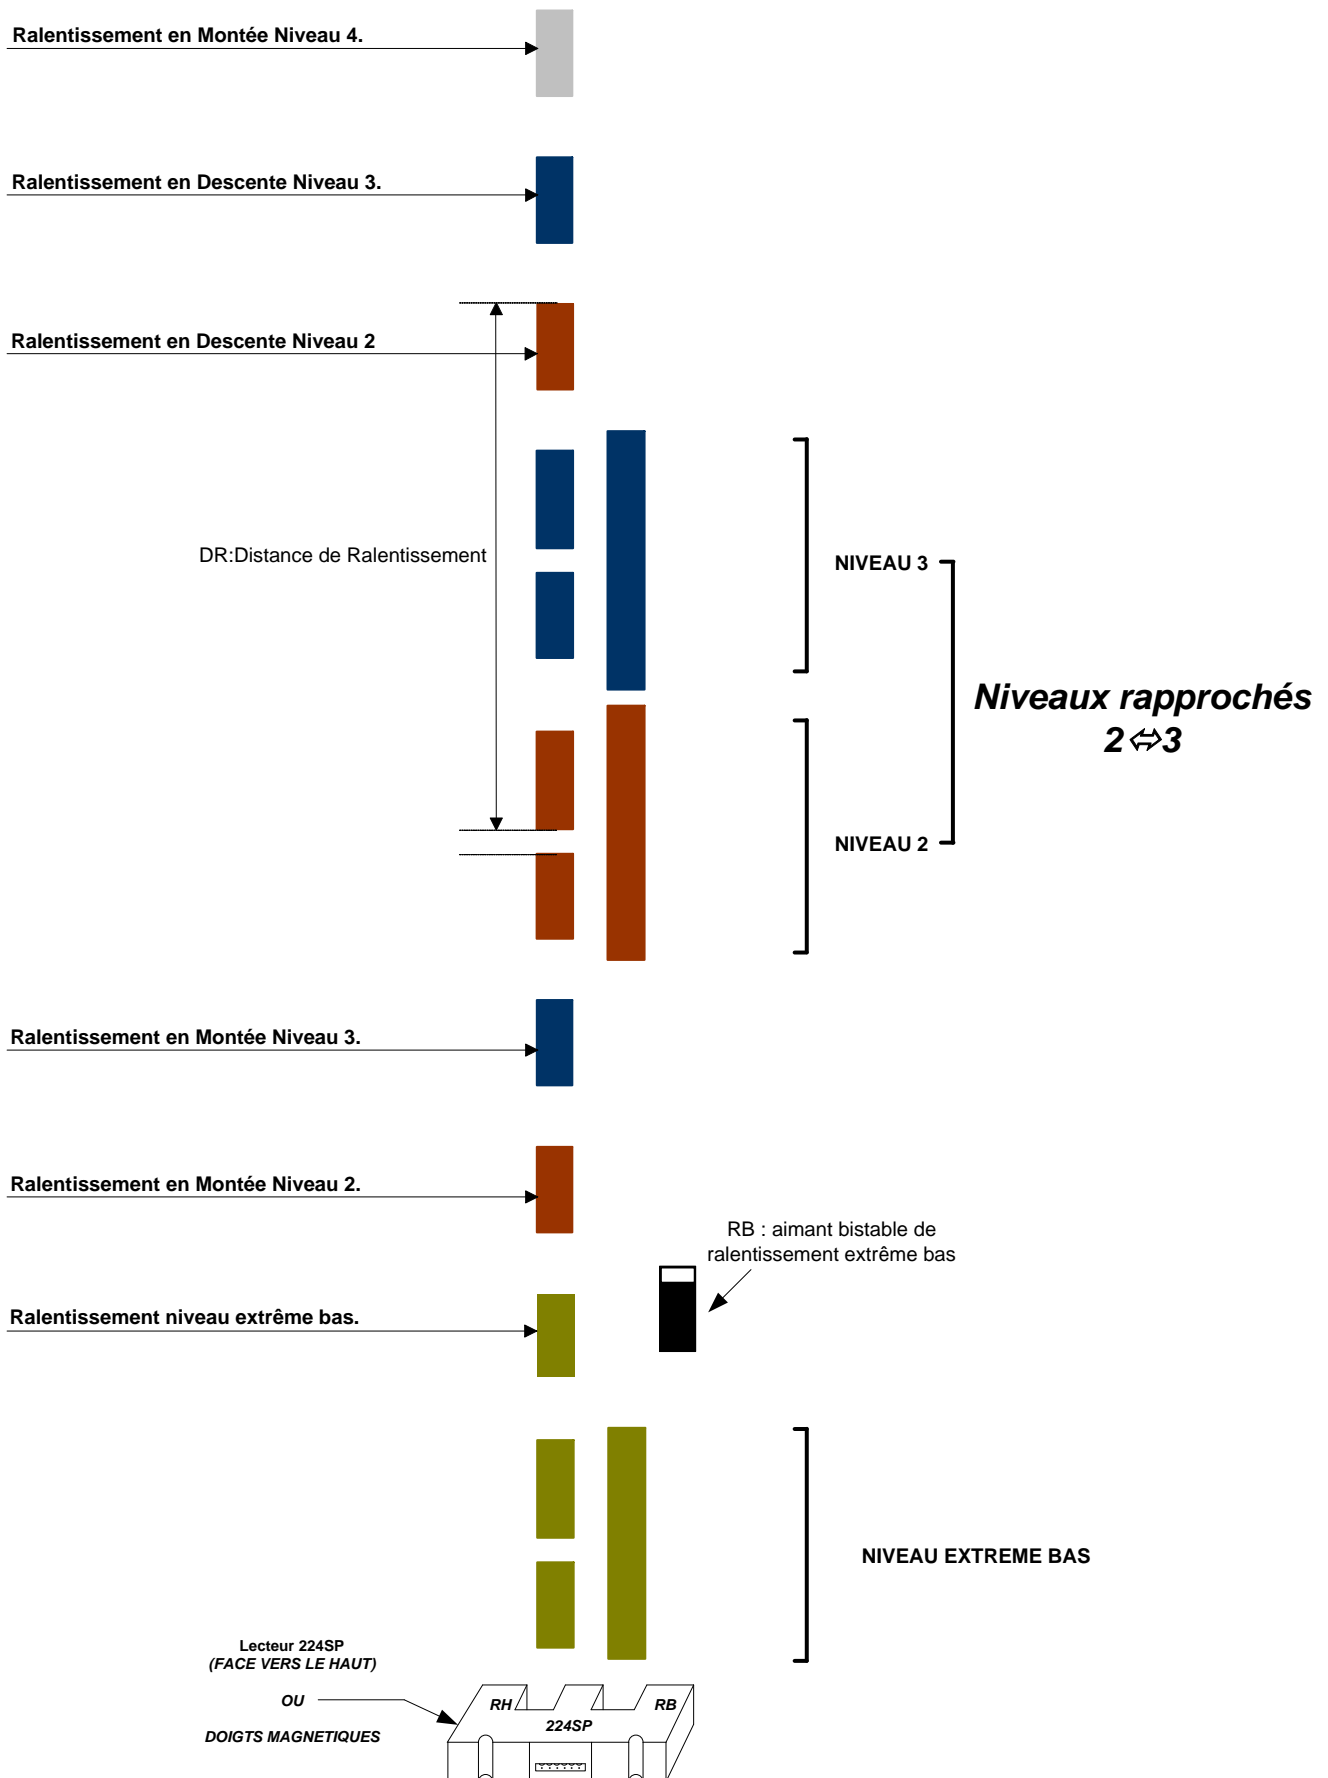 Ralentissement en Montée Niveau 4.
Ralentissement en Descente Niveau 3.
Ralentissement en Descente Niveau 2
DR:Distance de Ralentissement
NIVEAU 3
Niveaux rapprochés
2⇔3
NIVEAU 2
Ralentissement en Montée Niveau 3.
Ralentissement en Montée Niveau 2.
RB : aimant bistable de
ralentissement extrême bas
Ralentissement niveau extrême bas.
NIVEAU EXTREME BAS
Lecteur 224SP
(FACE VERS LE HAUT)
OU
DOIGTS MAGNETIQUES
RH
RB
224SP